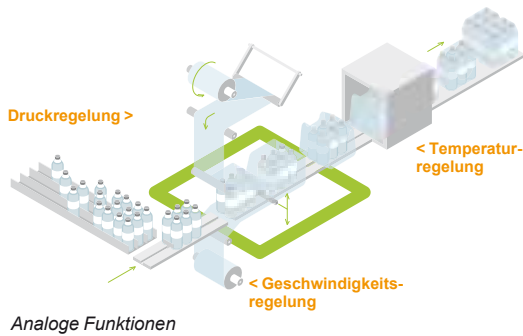 Druckregelung >
< Temperatur-
regelung
< Geschwindigkeits-
regelung
Analoge Funktionen